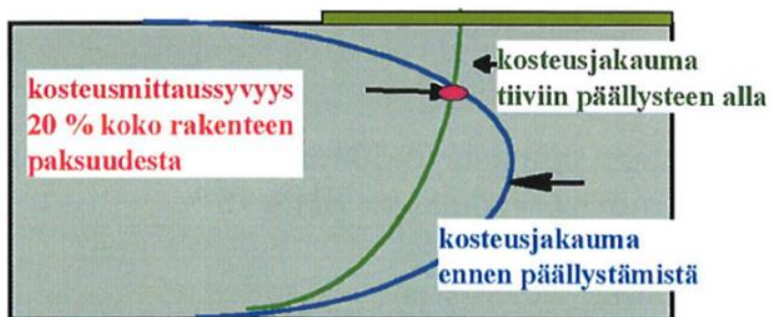 kosteusmittaussyvyys
20 % koko rakenteen
paksuudesta
kosteusjakauma
tiiviin päällysteen alla
kosteusjakauma
ennen päällystämistä